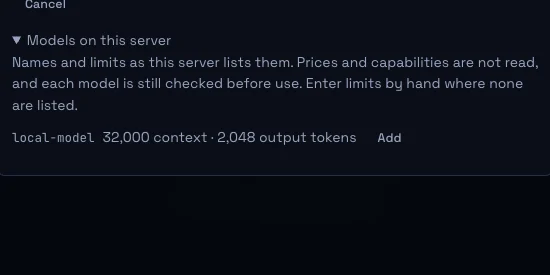 Cancel
▼ Models on this server
Names and limits as this server lists them. Prices and capabilities are not read,
and each model is still checked before use. Enter limits by hand where none
are listed.
local-model 32,000 context · 2,048 output tokens Add